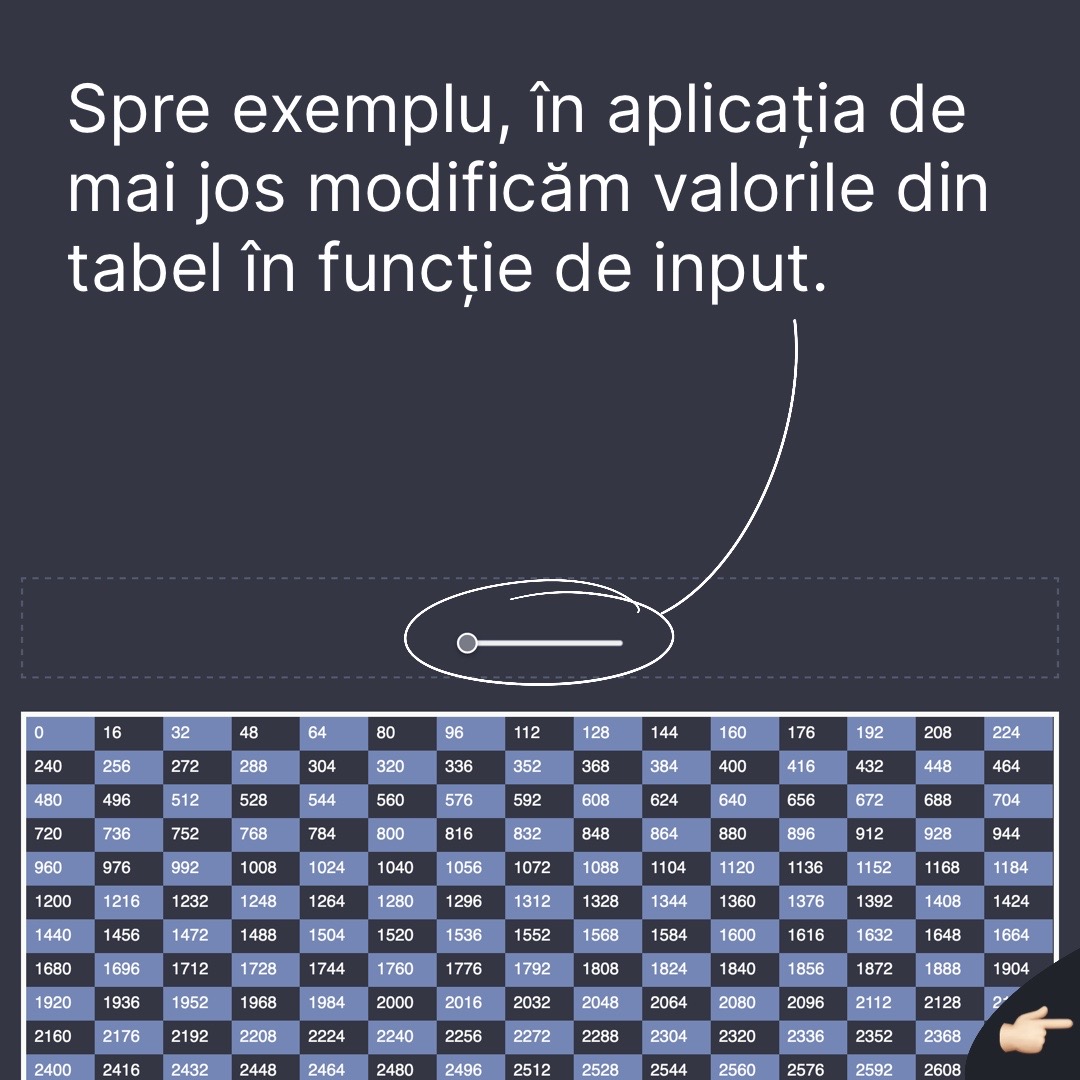 Spre exemplu, în aplicația de
mai jos modificăm valorile din
tabel în funcție de input.
0 16 32 48 64 80 96 112 128 144 160 176 192 208 224
240 256 272 288 304 320 336 352 368 384 400 416 432 448 464
480 496 512 528 544 560 576 592 608 624 640 656 672 688 704
720 736 752 768 784 800 816 832 848 864 880 896 912 928 944
960 976 992 1008 1024 1040 1056 1072 1088 1104 1120 1136 1152 1168 1184
1200 1216 1232 1248 1264 1280 1296 1312 1328 1344 1360 1376 1392 1408 1424
1440 1456 1472 1488 1504 1520 1536 1552 1568 1584 1600 1616 1632 1648 1664
1680 1696 1712 1728 1744 1760 1776 1792 1808 1824 1840 1856 1872 1888 1904
1920 1936 1952 1968 1984 2000 2016 2032 2048 2064 2080 2096 2112 2128
2160 2176 2192 2208 2224 2240 2256 2272 2288 2304 2320 2336 2352 2368
2400 2416 2432 2448 2464 2480 2496 2512 2528 2544 2560 2576 2592 2608